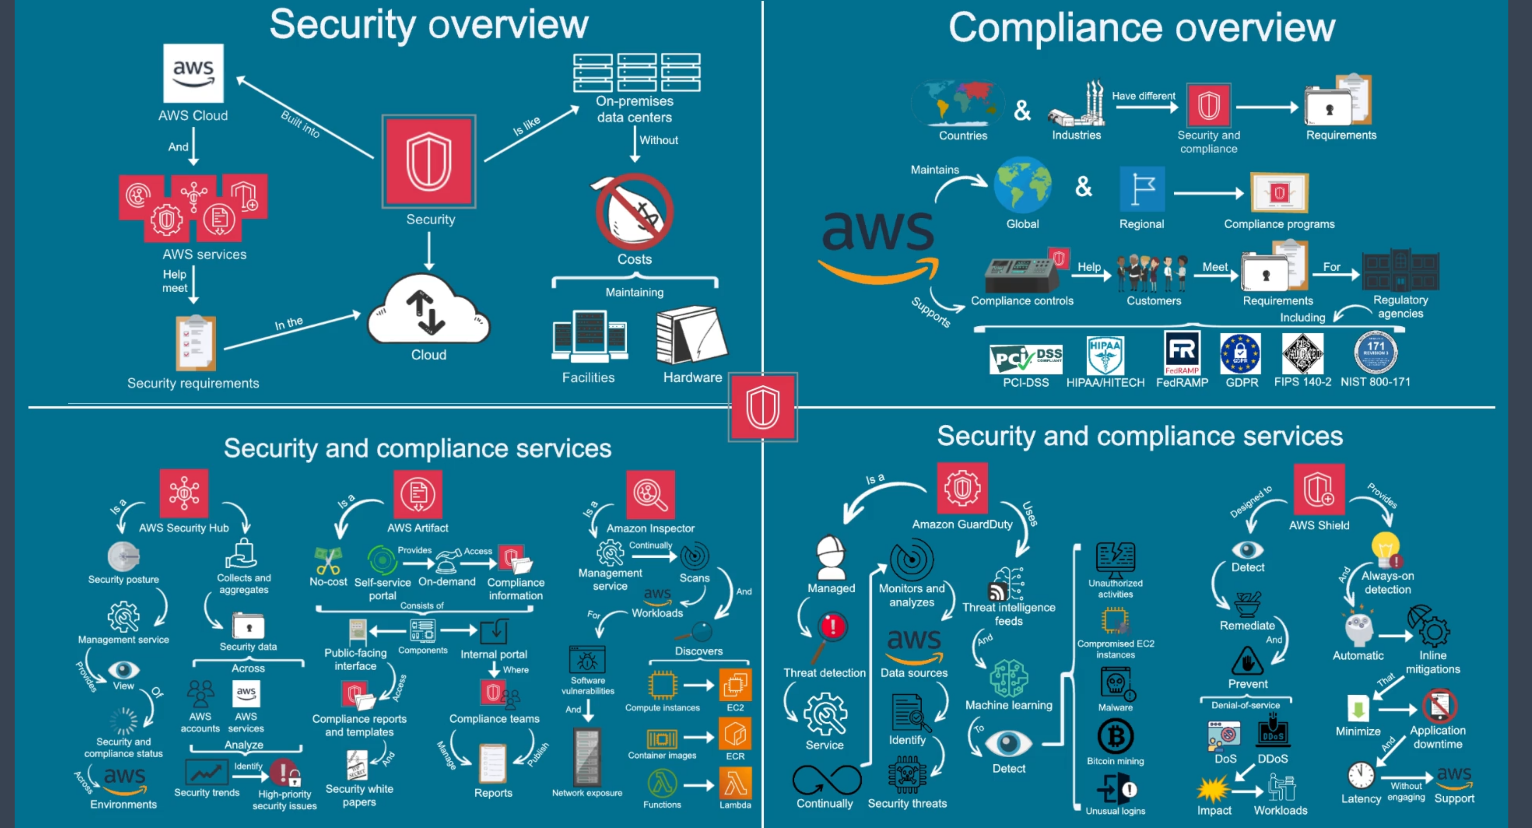 Security overview
aws
AWS Cloud
Built into
And
AWS services
Help
meet
Security requirements
In the
Security
Cloud
Is like
On-premises
data centers
Without
Costs
Maintaining
Facilities
Hardware
Compliance overview
Countries
&
Industries
Have different
Security and
compliance
Requirements
aws
Maintains
Global
&
Regional
Compliance programs
Supports
Compliance controls
Help
Customers
Meet
Requirements
For
Regulatory
agencies
Including
PCI DSS
COMPLIANT
PCI-DSS
HIPAA
HIPAA/HITECH
FR
FedRAMP
FedRAMP
GDPR
GDPR
FIPS 140-2
171
REVISION 1
NIST 800-171
Security and compliance services
AWS Security Hub
Is a
Security posture
Management service
Provides
View
Of
Security and
compliance status
Across
aws
Environments
Collects and
aggregates
Security data
Across
AWS
accounts
aws
AWS
services
Analyze
Security trends
Identify
High-priority
security issues
AWS Artifact
Is a
No-cost
Self-service
portal
Provides
On-demand
Access
Compliance
information
Consists of
Public-facing
interface
Components
Internal portal
Access
Compliance reports
and templates
And
Security white
papers
Where
Compliance teams
Manage
Publish
Reports
Amazon Inspector
Is a
Management
service
Continually
Scans
aws
Workloads
For
Software
vulnerabilities
And
Network exposure
And
Discovers
Compute instances
EC2
Container images
ECR
Functions
Lambda
Security and compliance services
Amazon GuardDuty
Is a
Managed
Threat detection
Service
Continually
Monitors and
analyzes
aws
Data sources
Identify
Security threats
Uses
Threat intelligence
feeds
And
Machine learning
To
Detect
Unauthorized
activities
Compromised EC2
instances
Malware
Bitcoin mining
Unusual logins
AWS Shield
Designed to
Detect
Remediate
And
Prevent
Denial-of-service
DoS
DDoS
DDoS
Impact
Workloads
Provides
Always-on
detection
And
Automatic
Inline
mitigations
That
Minimize
Application
downtime
And
Latency
Without
engaging
aws
Support